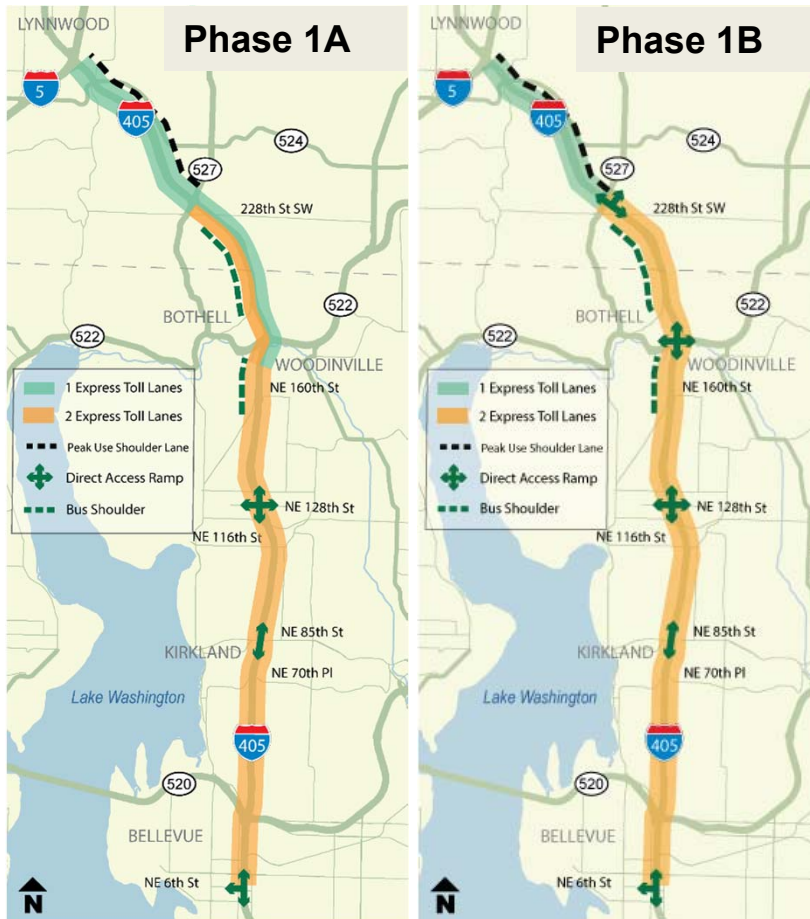 Phase 1A
LYNNWOOD
5
405
524
527
228th St SW
BOTHELL
522
522
WOODINVILLE
NE 160th St
1 Express Toll Lanes
2 Express Toll Lanes
Peak Use Shoulder Lane
Direct Access Ramp
Bus Shoulder
NE 128th St
NE 116th St
NE 85th St
KIRKLAND
NE 70th Pl
Lake Washington
405
520
BELLEVUE
NE 6th St
N
Phase 1B
LYNNWOOD
5
405
524
527
228th St SW
BOTHELL
522
522
WOODINVILLE
NE 160th St
1 Express Toll Lanes
2 Express Toll Lanes
Peak Use Shoulder Lane
Direct Access Ramp
Bus Shoulder
NE 128th St
NE 116th St
NE 85th St
KIRKLAND
NE 70th Pl
Lake Washington
405
520
BELLEVUE
NE 6th St
N